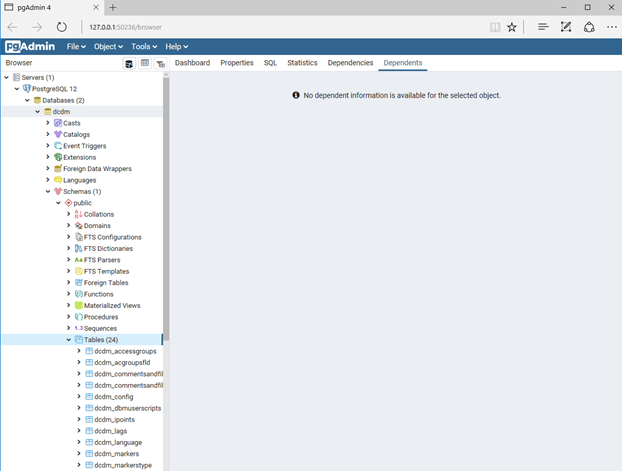 pgAdmin 4
127.0.0.1:50236/browser
pgAdmin File Object Tools Help
Browser
Dashboard Properties SQL Statistics Dependencies Dependents
No dependent information is available for the selected object.
Servers (1)
PostgreSQL 12
Databases (2)
dcdm
Casts
Catalogs
Event Triggers
Extensions
Foreign Data Wrappers
Languages
Schemas (1)
public
Collations
Domains
FTS Configurations
FTS Dictionaries
Aa FTS Parsers
FTS Templates
Foreign Tables
Functions
Materialized Views
Procedures
1..3 Sequences
Tables (24)
dcdm_accessgroups
dcdm_acgroupsfld
dcdm_commentsandfil
dcdm_commentsandfil
dcdm_config
dcdm_dbmuserscripts
dcdm_ipoints
dcdm_lags
dcdm_language
dcdm_markers
dcdm_markerstype